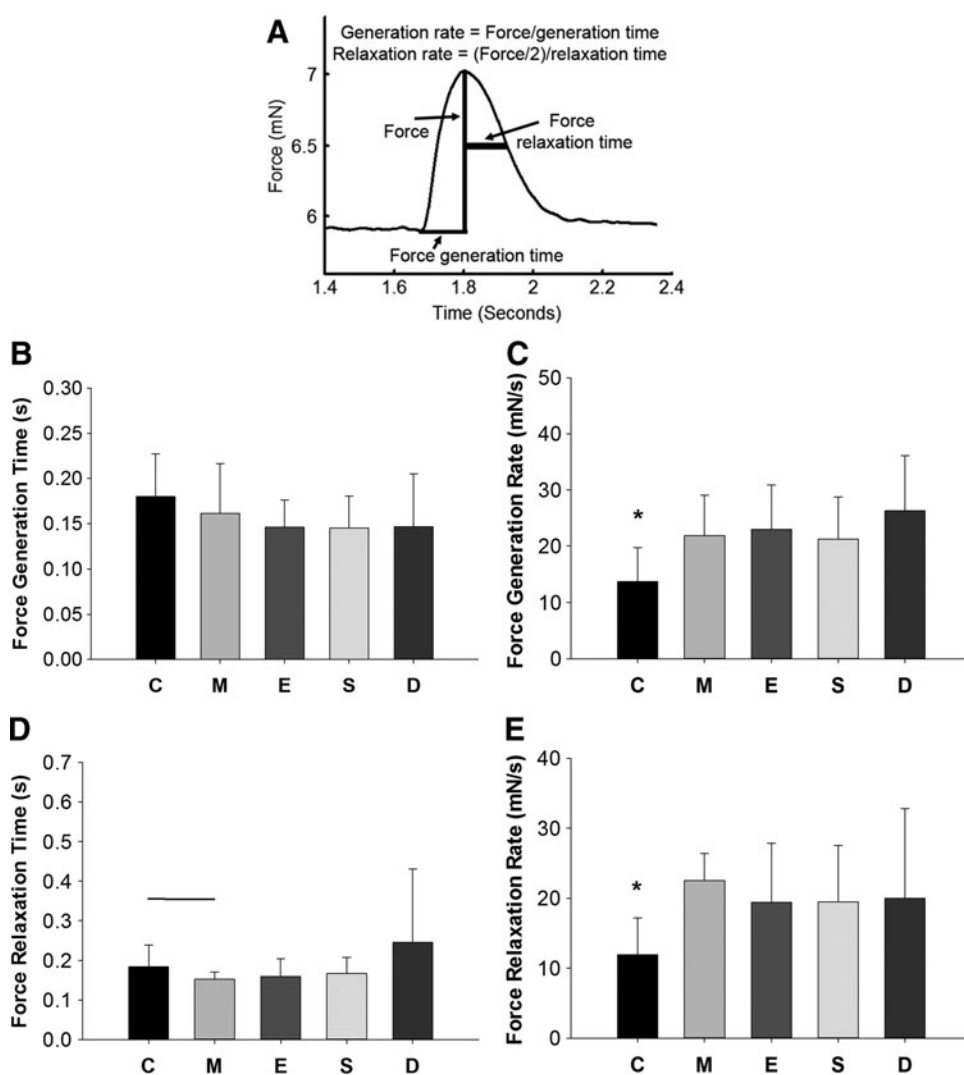 A
Generation rate = Force/generation time
Relaxation rate = (Force/2)/relaxation time
Force (mN)
7
6.5
6
Force
Force
relaxation time
Force generation time
1.4 1.6 1.8 2 2.2 2.4
Time (Seconds)
B
Force Generation Time (s)
0.30
0.25
0.20
0.15
0.10
0.05
0.00
C M E S D
C
Force Generation Rate (mN/s)
50
40
30
20
10
0
*
C M E S D
D
Force Relaxation Time (s)
0.7
0.6
0.5
0.4
0.3
0.2
0.1
0.0
C M E S D
E
Force Relaxation Rate (mN/s)
40
30
20
10
0
*
C M E S D